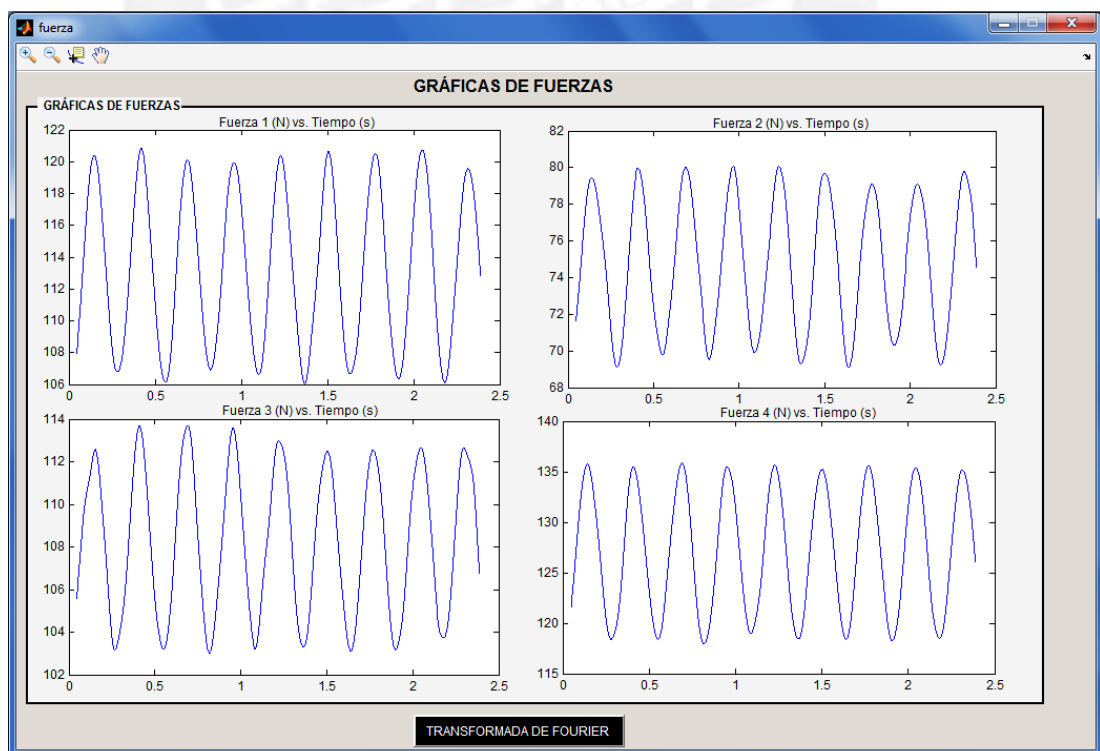 fuerza
GRÁFICAS DE FUERZAS
GRÁFICAS DE FUERZAS
Fuerza 1 (N) vs. Tiempo (s)
122
120
118
116
114
112
110
108
106
0 0.5 1 1.5 2 2.5
Fuerza 2 (N) vs. Tiempo (s)
82
80
78
76
74
72
70
68
0 0.5 1 1.5 2 2.5
Fuerza 3 (N) vs. Tiempo (s)
114
112
110
108
106
104
102
0 0.5 1 1.5 2 2.5
Fuerza 4 (N) vs. Tiempo (s)
140
135
130
125
120
115
0 0.5 1 1.5 2 2.5
TRANSFORMADA DE FOURIER